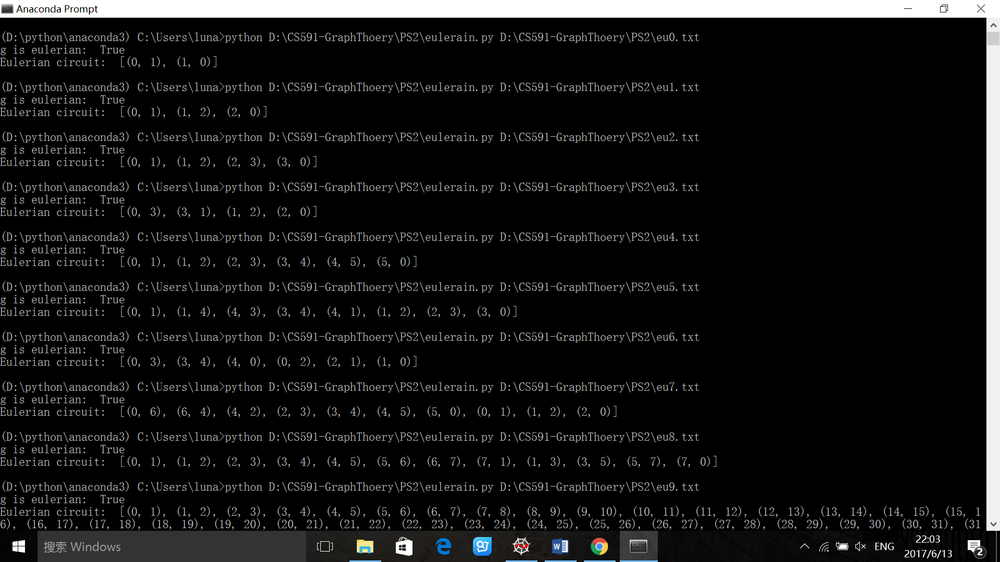 Anaconda Prompt
(D:\python\anaconda3) C:\Users\luna>python D:\CS591-GraphThoery\PS2\eulerain.py D:\CS591-GraphThoery\PS2\eu0.txt
g is eulerian:  True
Eulerian circuit:  [(0, 1), (1, 0)]
(D:\python\anaconda3) C:\Users\luna>python D:\CS591-GraphThoery\PS2\eulerain.py D:\CS591-GraphThoery\PS2\eu1.txt
g is eulerian:  True
Eulerian circuit:  [(0, 1), (1, 2), (2, 0)]
(D:\python\anaconda3) C:\Users\luna>python D:\CS591-GraphThoery\PS2\eulerain.py D:\CS591-GraphThoery\PS2\eu2.txt
g is eulerian:  True
Eulerian circuit:  [(0, 1), (1, 2), (2, 3), (3, 0)]
(D:\python\anaconda3) C:\Users\luna>python D:\CS591-GraphThoery\PS2\eulerain.py D:\CS591-GraphThoery\PS2\eu3.txt
g is eulerian:  True
Eulerian circuit:  [(0, 3), (3, 1), (1, 2), (2, 0)]
(D:\python\anaconda3) C:\Users\luna>python D:\CS591-GraphThoery\PS2\eulerain.py D:\CS591-GraphThoery\PS2\eu4.txt
g is eulerian:  True
Eulerian circuit:  [(0, 1), (1, 2), (2, 3), (3, 4), (4, 5), (5, 0)]
(D:\python\anaconda3) C:\Users\luna>python D:\CS591-GraphThoery\PS2\eulerain.py D:\CS591-GraphThoery\PS2\eu5.txt
g is eulerian:  True
Eulerian circuit:  [(0, 1), (1, 4), (4, 3), (3, 4), (4, 1), (1, 2), (2, 3), (3, 0)]
(D:\python\anaconda3) C:\Users\luna>python D:\CS591-GraphThoery\PS2\eulerain.py D:\CS591-GraphThoery\PS2\eu6.txt
g is eulerian:  True
Eulerian circuit:  [(0, 3), (3, 4), (4, 0), (0, 2), (2, 1), (1, 0)]
(D:\python\anaconda3) C:\Users\luna>python D:\CS591-GraphThoery\PS2\eulerain.py D:\CS591-GraphThoery\PS2\eu7.txt
g is eulerian:  True
Eulerian circuit:  [(0, 6), (6, 4), (4, 2), (2, 3), (3, 4), (4, 5), (5, 0), (0, 1), (1, 2), (2, 0)]
(D:\python\anaconda3) C:\Users\luna>python D:\CS591-GraphThoery\PS2\eulerain.py D:\CS591-GraphThoery\PS2\eu8.txt
g is eulerian:  True
Eulerian circuit:  [(0, 1), (1, 2), (2, 3), (3, 4), (4, 5), (5, 6), (6, 7), (7, 1), (1, 3), (3, 5), (5, 7), (7, 0)]
(D:\python\anaconda3) C:\Users\luna>python D:\CS591-GraphThoery\PS2\eulerain.py D:\CS591-GraphThoery\PS2\eu9.txt
g is eulerian:  True
Eulerian circuit:  [(0, 1), (1, 2), (2, 3), (3, 4), (4, 5), (5, 6), (6, 7), (7, 8), (8, 9), (9, 10), (10, 11), (11, 12), (12, 13), (13, 14), (14, 15), (15, 1
6), (16, 17), (17, 18), (18, 19), (19, 20), (20, 21), (21, 22), (22, 23), (23, 24), (24, 25), (25, 26), (26, 27), (27, 28), (28, 29), (29, 30), (30, 31), (31
搜索 Windows
ENG
22:03
2017/6/13
2